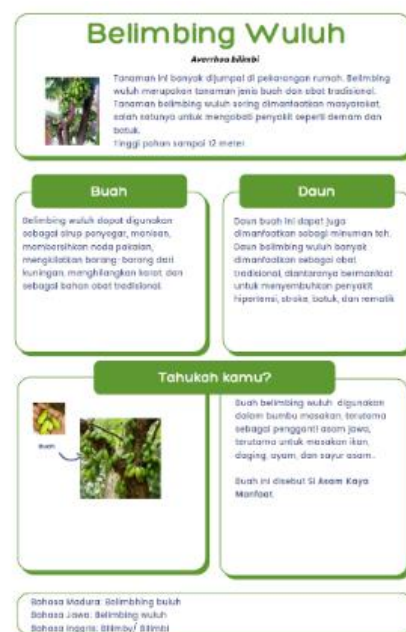 Belimbing Wuluh
Averrhoa bilimbi
Tanaman ini banyak dijumpai di pekarangan rumah. Belimbing
wuluh merupakan tanaman jenis buah dan obat tradisional.
Tanaman belimbing wuluh sering dimanfaatkan masyarakat,
salah satunya untuk mengobati penyakit seperti demam dan
batuk.
Tinggi pohon sampai 12 meter.
Buah
Belimbing wuluh dapat digunakan
sebagai sirup penyegar, manisan,
membersihkan noda pakaian,
mengkilatkan barang-barang dari
kuningan, menghilangkan karat, dan
sebagai bahan obat tradisional.
Daun
Daun buah ini dapat juga
dimanfaatkan sebagi minuman teh.
Daun belimbing wuluh banyak
dimanfaatkan sebagai obat
tradisional, diantaranya bermanfaat
untuk menyembuhkan penyakit
hipertensi, stroke, batuk, dan rematik
Tahukah kamu?
Buah
Buah belimbing wuluh digunakan
dalam bumbu masakan, terutama
sebagai pengganti asam jawa,
terutama untuk masakan ikan,
daging, ayam, dan sayur asam..
Buah ini disebut Si Asam Kaya
Manfaat.
Bahasa Madura: Belimbhing buluh
Bahasa Jawa: Belimbing wuluh
Bahasa Inggris: Bilimby/ Bilimbi